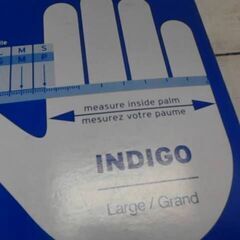 M S
M P
measure inside palm
mesurez votre paume
INDIGO
Large / Grand